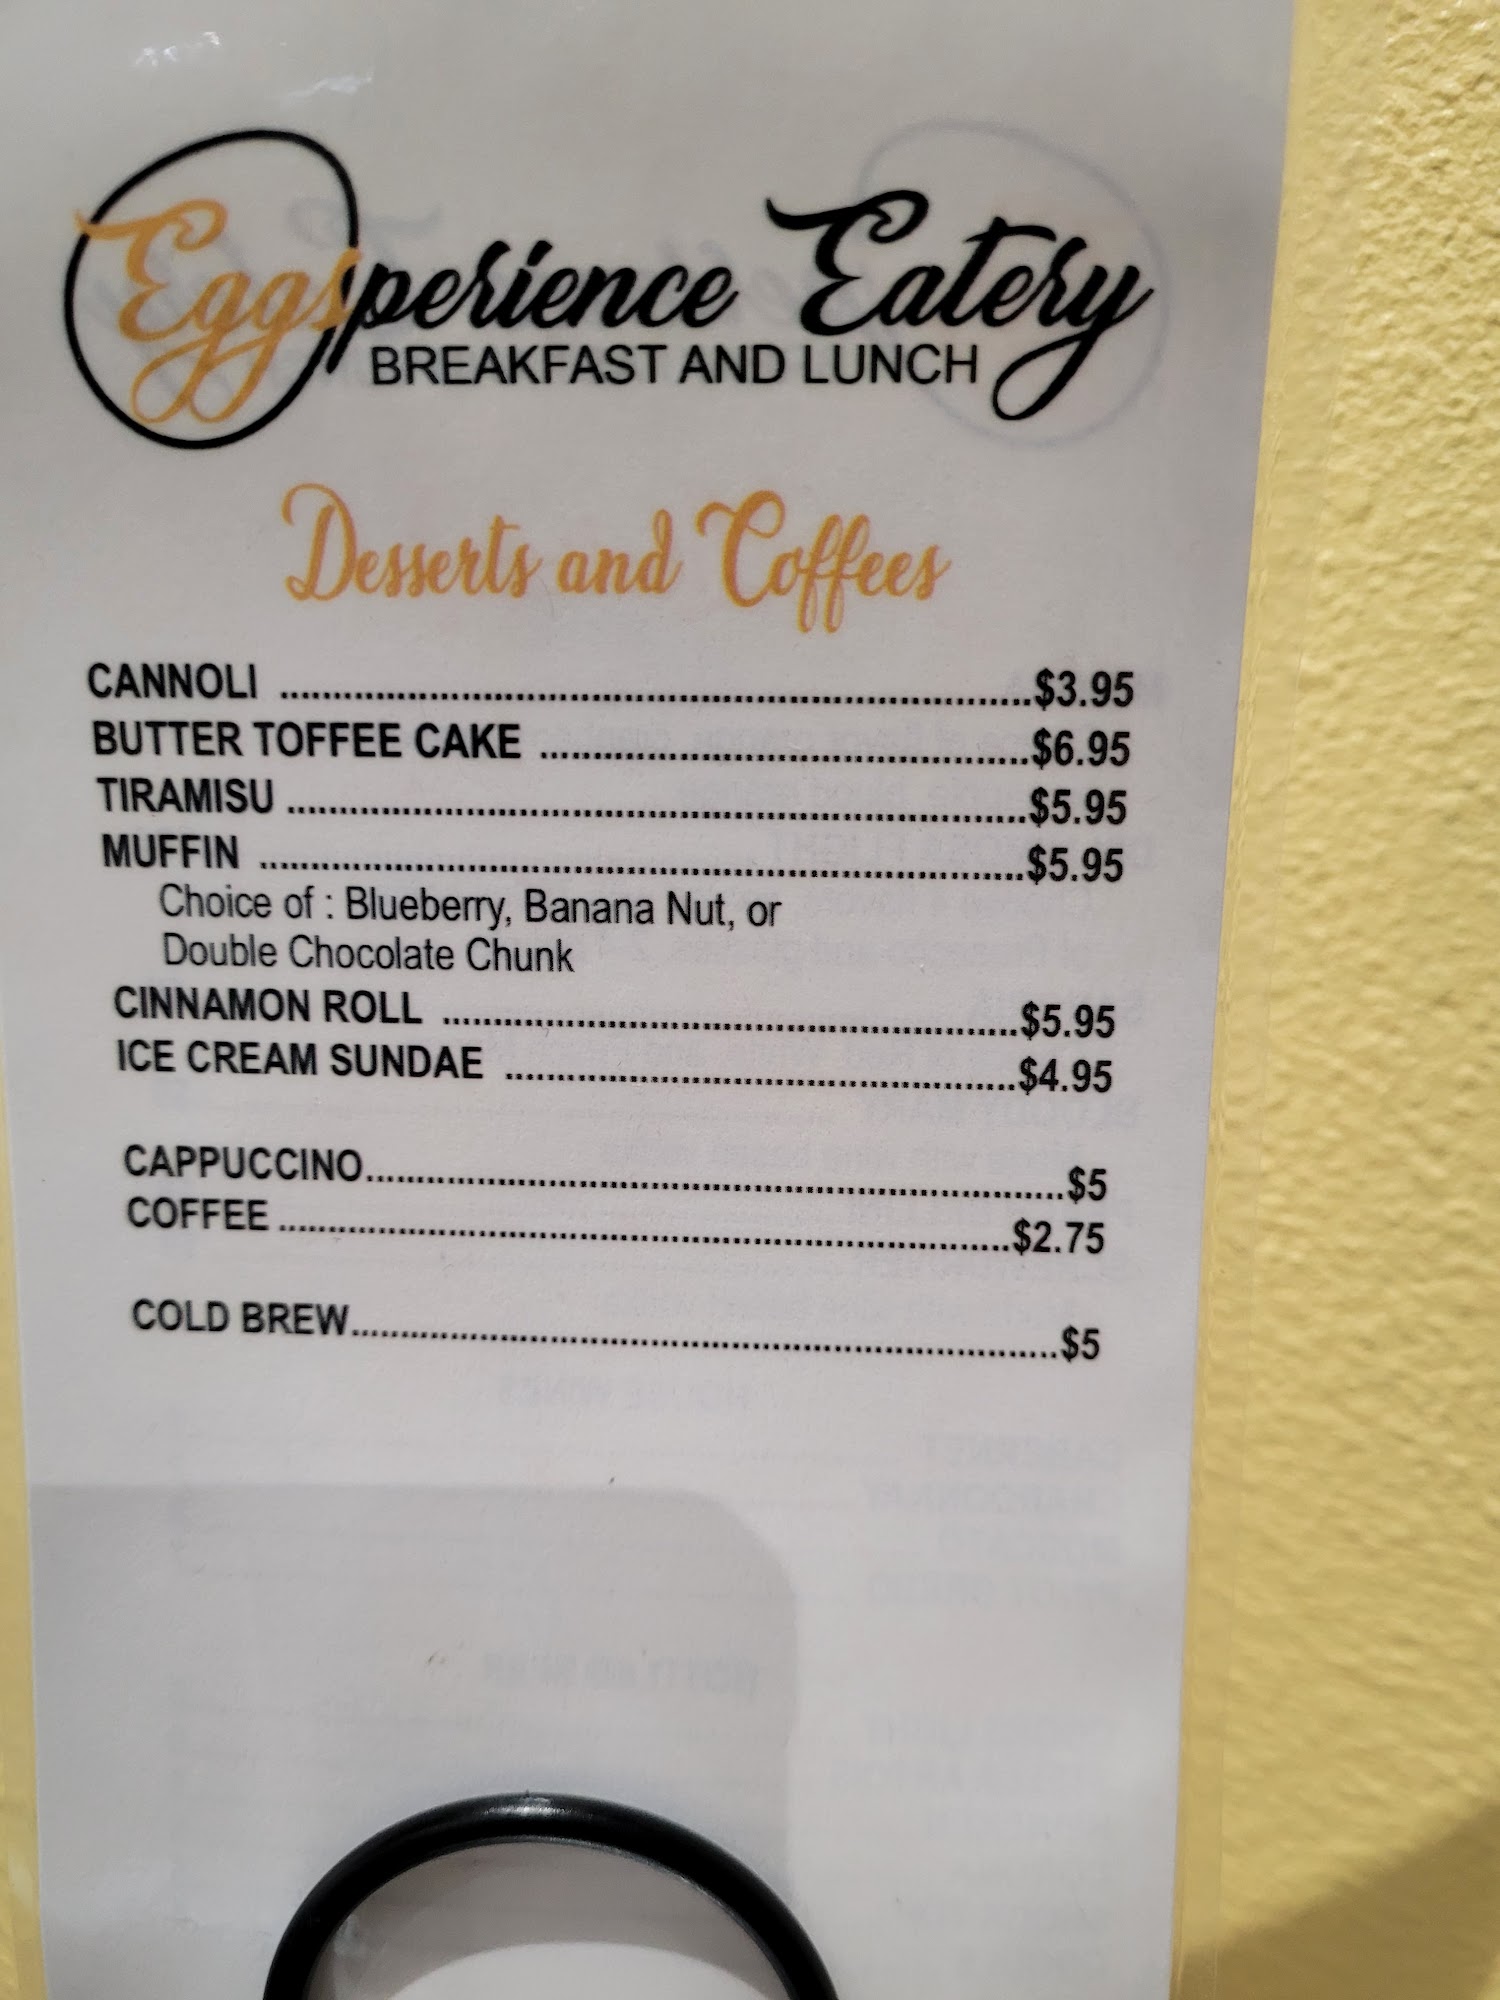 Eggsperience Eatery
BREAKFAST AND LUNCH
Desserts and Coffees
CANNOLI ........ $3.95
BUTTER TOFFEE CAKE ........ $6.95
TIRAMISU ........ $5.95
MUFFIN ........ $5.95
Choice of : Blueberry, Banana Nut, or
Double Chocolate Chunk
CINNAMON ROLL ........ $5.95
ICE CREAM SUNDAE ........ $4.95
CAPPUCCINO ........ $5
COFFEE ........ $2.75
COLD BREW ........ $5